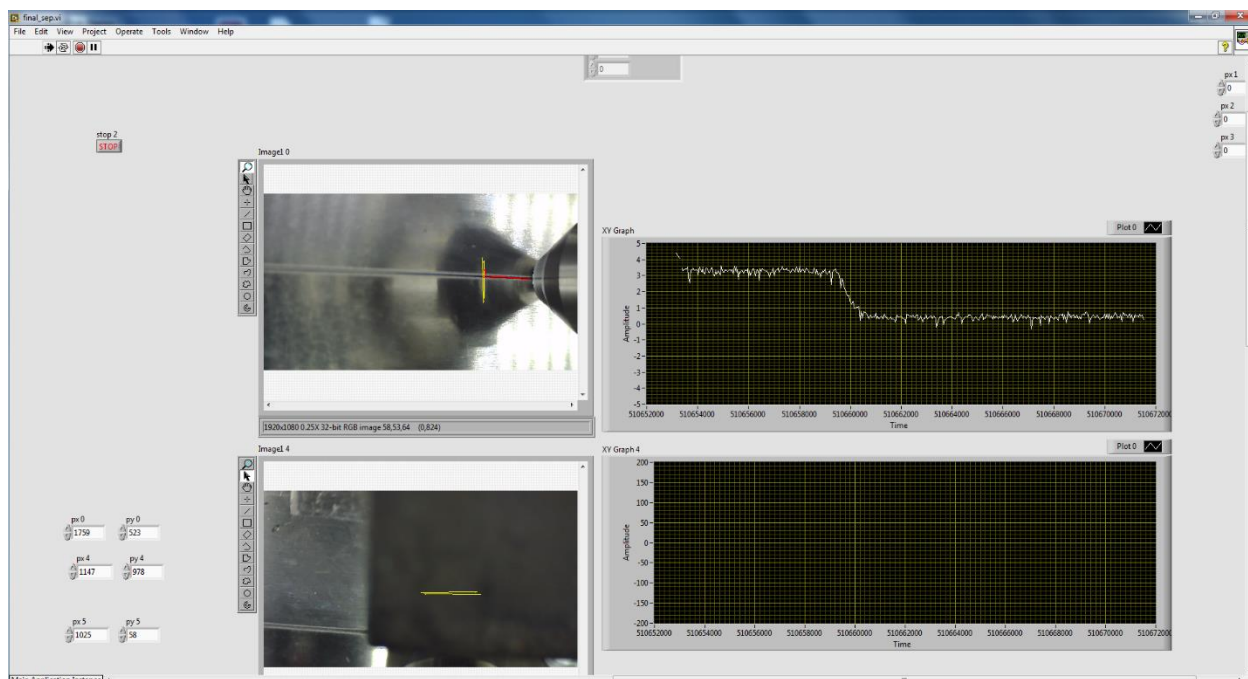 final_sep.vi
File Edit View Project Operate Tools Window Help
0
px 1
0
px 2
0
px 3
0
stop 2
STOP
Image1 0
1920x1080 0.25X 32-bit RGB image 58,53,64 (0,824)
XY Graph
Plot 0
5
4
3
2
1
0
-1
-2
-3
-4
-5
Amplitude
510652000 510654000 510656000 510658000 510660000 510662000 510664000 510666000 510668000 510670000 510672000
Time
Image1 4
XY Graph 4
Plot 0
200
150
100
50
0
-50
-100
-150
-200
Amplitude
510652000 510654000 510656000 510658000 510660000 510662000 510664000 510666000 510668000 510670000 510672000
Time
px 0 py 0
1759 523
px 4 py 4
1147 978
px 5 py 5
1025 58
Main Application Instance